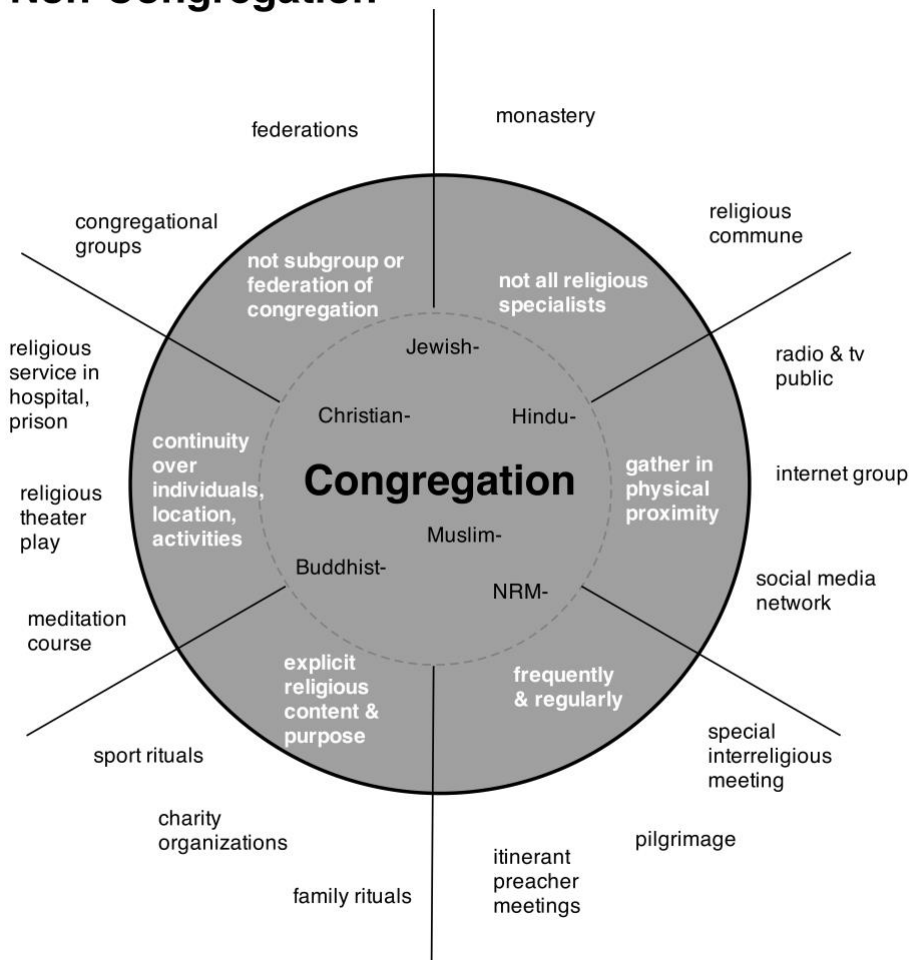 Non-Congregation
federations
monastery
congregational
groups
religious
commune
not subgroup or
federation of
congregation
not all religious
specialists
religious
service in
hospital,
prison
radio & tv
public
Jewish-
Christian-
Hindu-
continuity
over
individuals,
location,
activities
Congregation
gather in
physical
proximity
internet group
religious
theater
play
Muslim-
Buddhist-
NRM-
social media
network
meditation
course
explicit
religious
content &
purpose
frequently
& regularly
sport rituals
special
interreligious
meeting
charity
organizations
pilgrimage
itinerant
preacher
meetings
family rituals